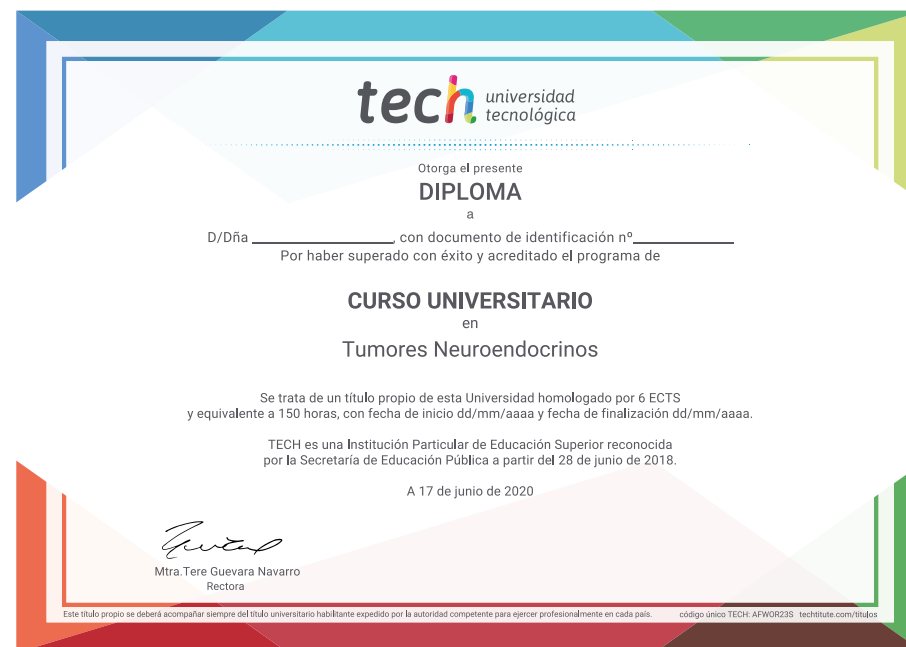 tech universidad
tecnológica
Otorga el presente
DIPLOMA
a
D/Dña ____________________, con documento de identificación nº______________
Por haber superado con éxito y acreditado el programa de
CURSO UNIVERSITARIO
en
Tumores Neuroendocrinos
Se trata de un título propio de esta Universidad homologado por 6 ECTS
y equivalente a 150 horas, con fecha de inicio dd/mm/aaaa y fecha de finalización dd/mm/aaaa.
TECH es una Institución Particular de Educación Superior reconocida
por la Secretaría de Educación Pública a partir del 28 de junio de 2018.
A 17 de junio de 2020
Mtra.Tere Guevara Navarro
Rectora
Este título propio se deberá acompañar siempre del título universitario habilitante expedido por la autoridad competente para ejercer profesionalmente en cada país. código único TECH: AFWOR23S techtitute.com/titulos